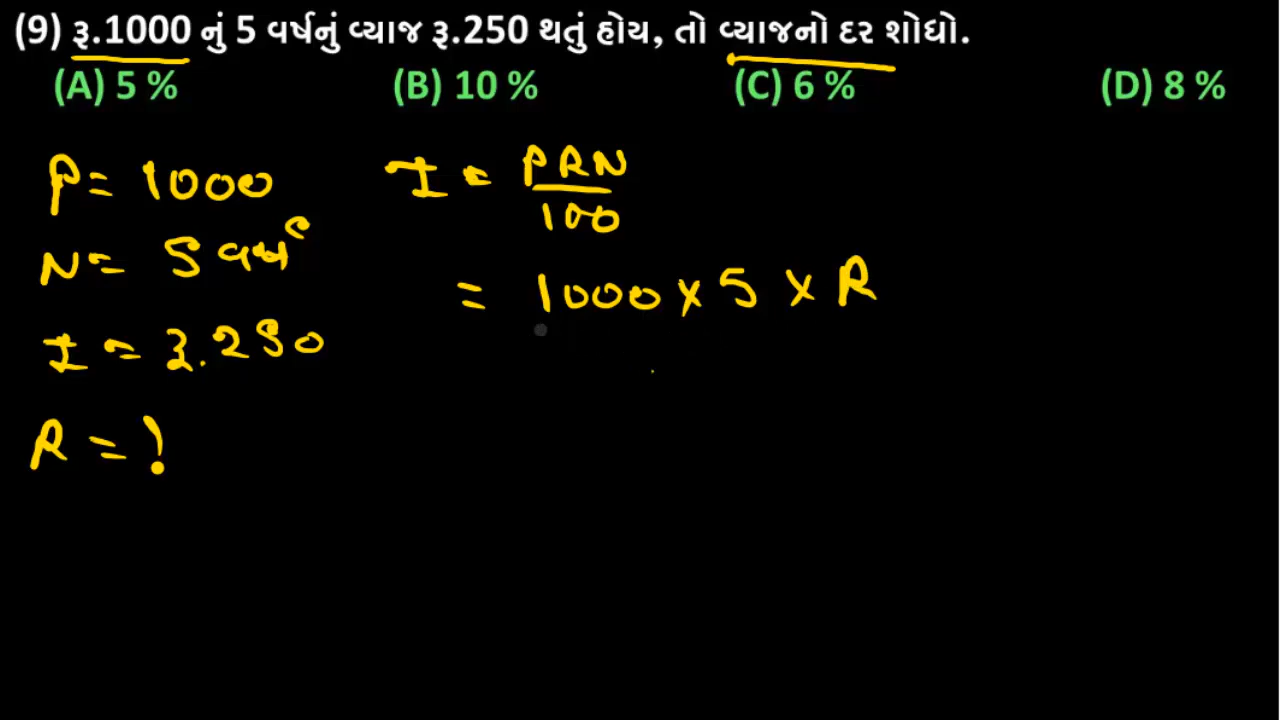 (9) રૂ.1000 નું 5 વર્ષનું વ્યાજ રૂ.250 થતું હોય, તો વ્યાજનો દર શોધો.
(A) 5 % (B) 10 % (C) 6 % (D) 8 %
P = 1000
N = 5 વર્ષ
I = રૂ.250
R = ?
I = PRN
100
= 1000 x 5 x R